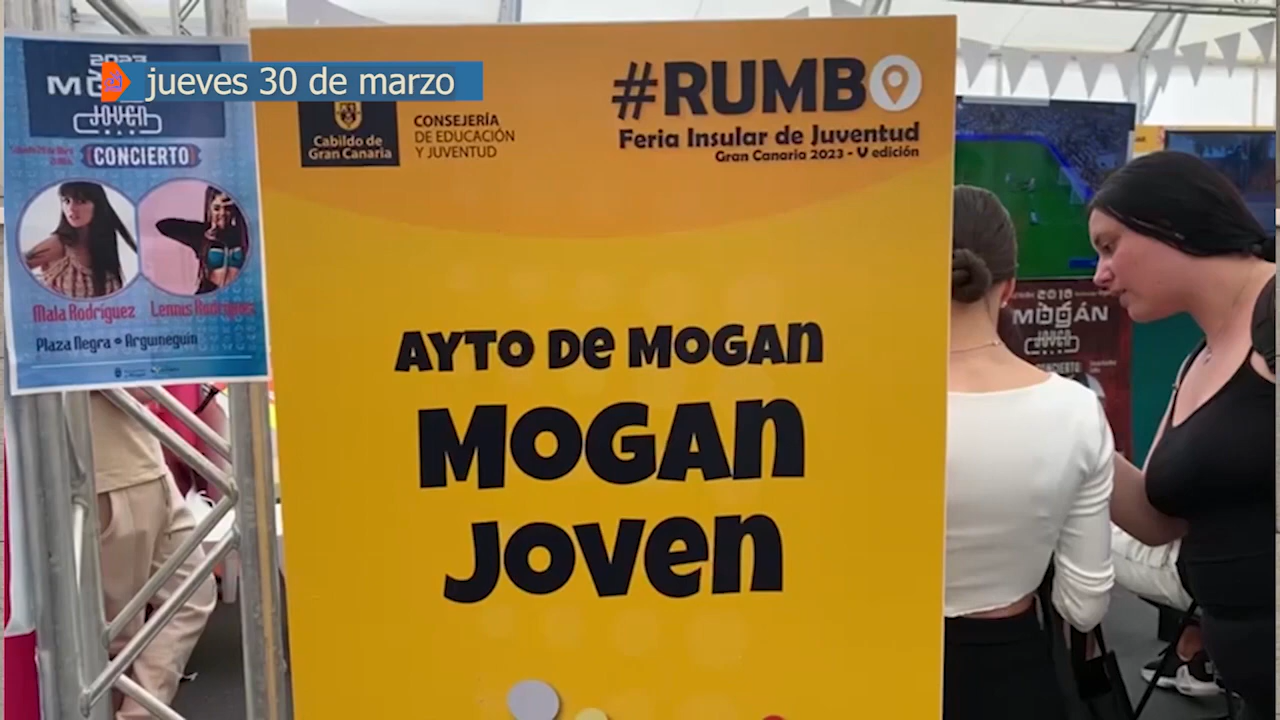 jueves 30 de marzo
2023
JOVEN
CONCIERTO
Mala Rodríguez
Lennis Rodríguez
Plaza Negra • Arguineguín
Cabildo de
Gran Canaria
CONSEJERÍA
DE EDUCACIÓN
Y JUVENTUD
#RUMBO
Feria Insular de Juventud
Gran Canaria 2023 - V edición
AYTO DE MOGAN
MOGAN
JOVEN
2018
MOGÁN
JOVEN
CONCIERTO